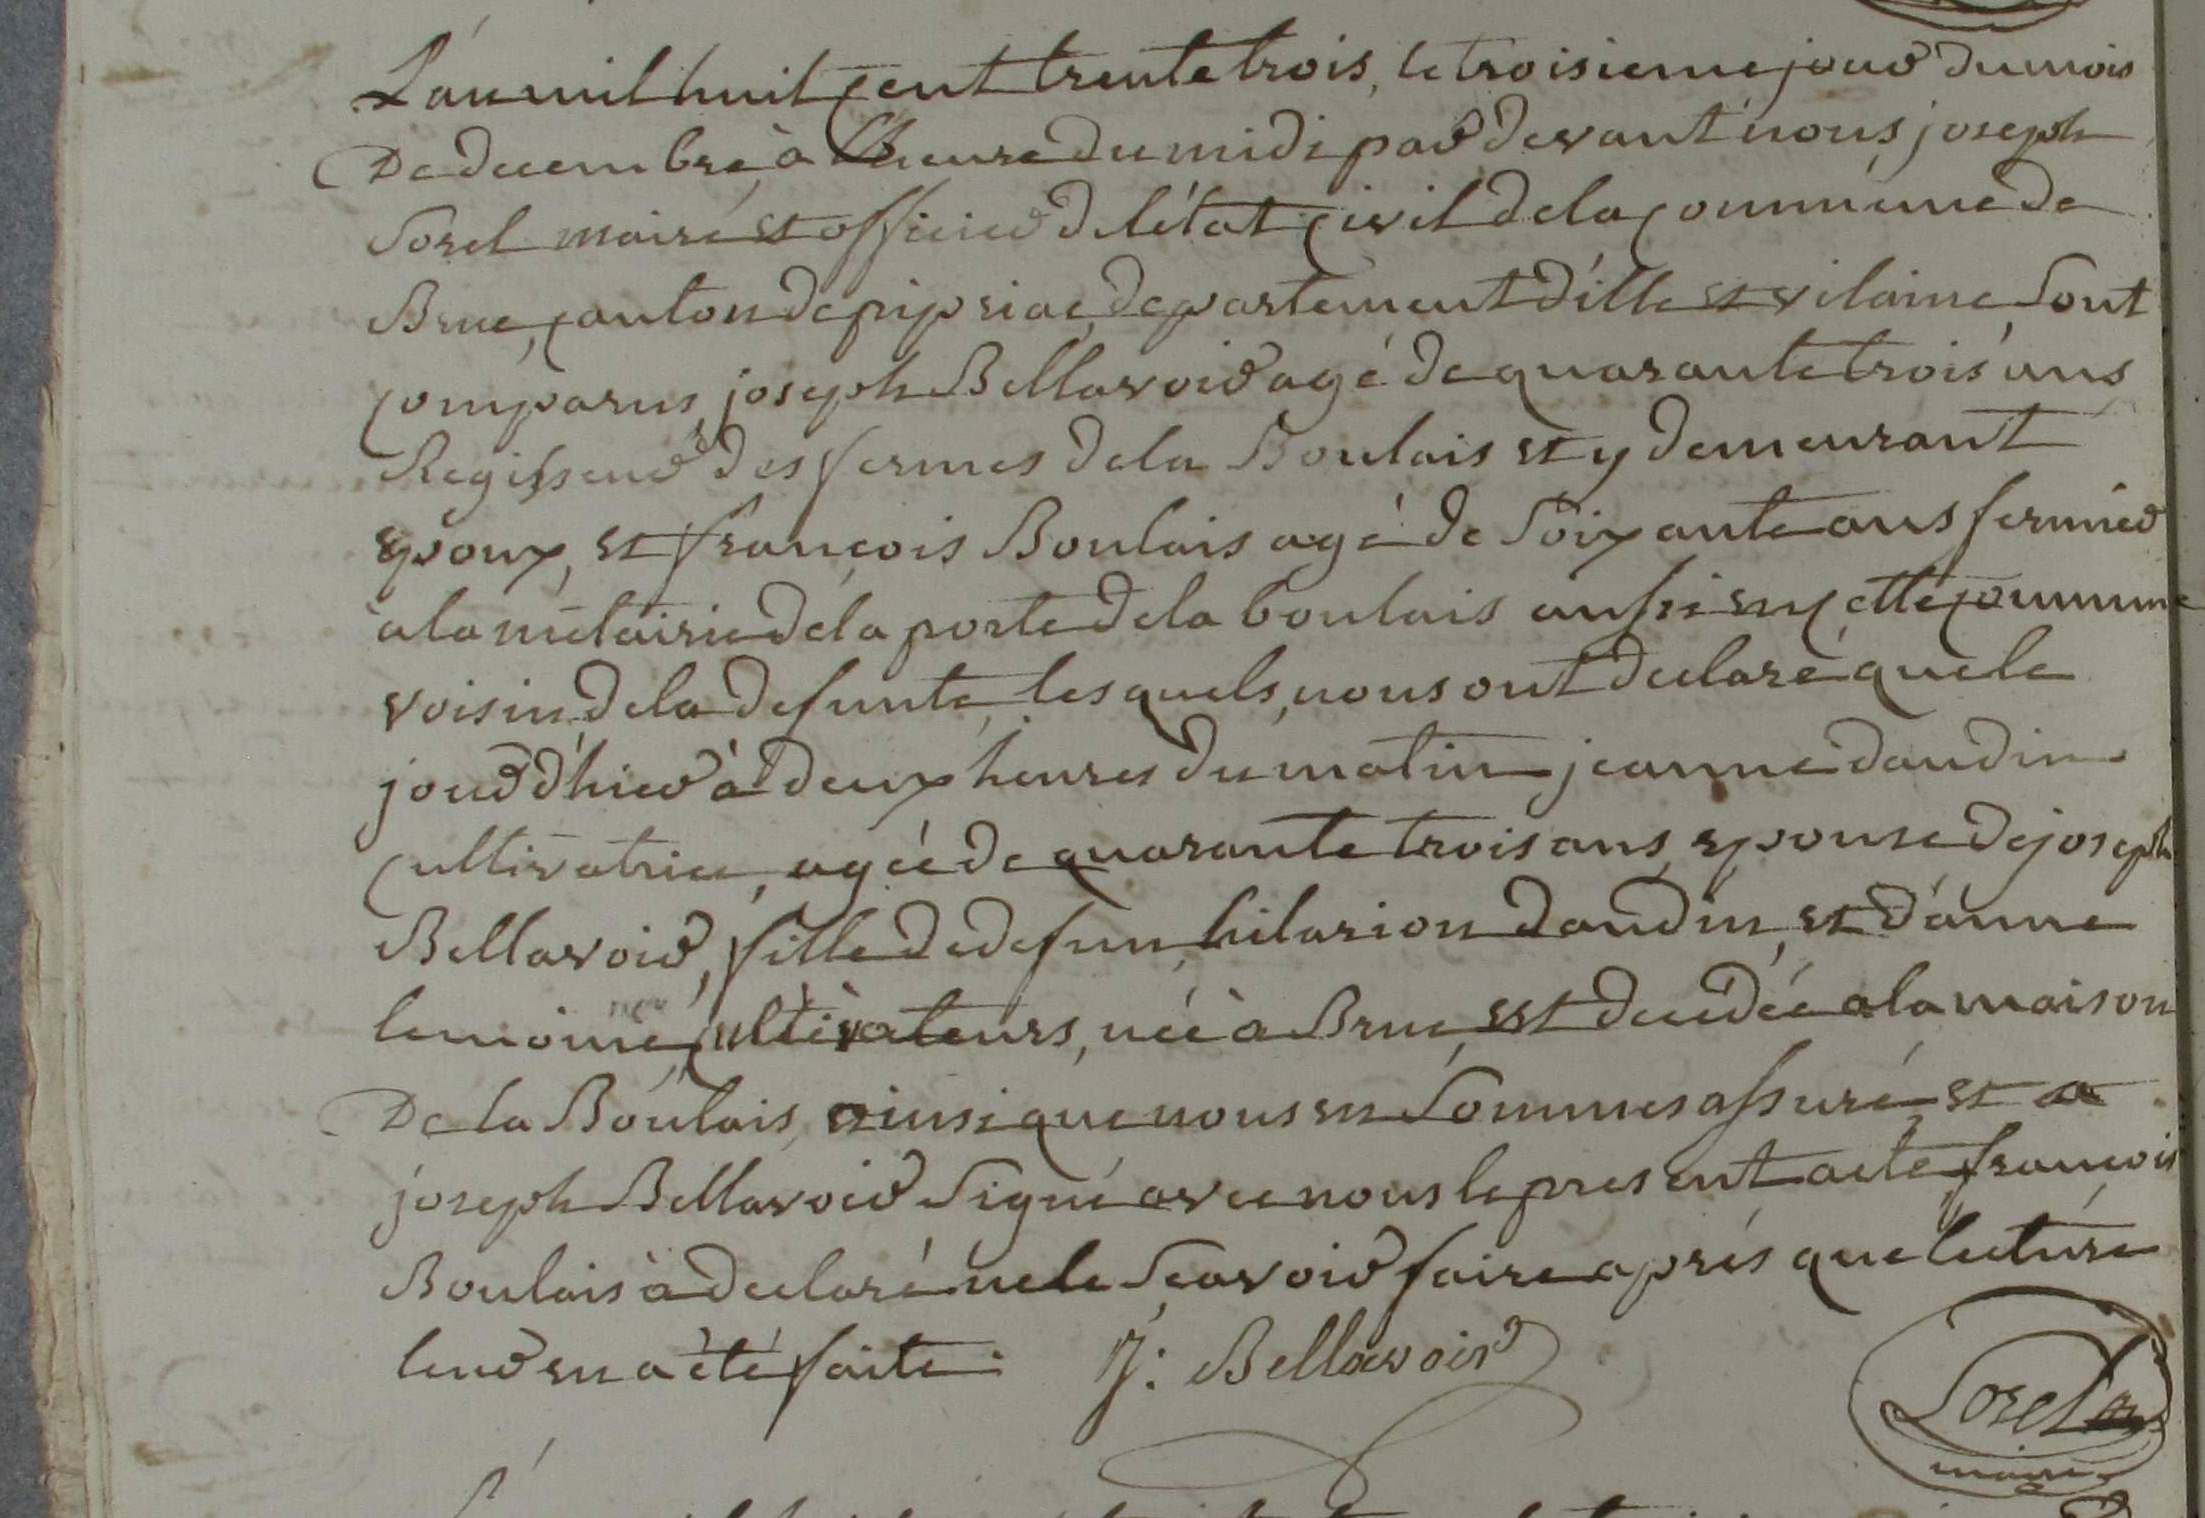 L'an mil huit cent trente trois, le troisieme jour du mois
De decembre, à l'heure du midi par devant nous, joseph
Sorel maire et officier de l'état civil de la commune de
Brue, canton de pipriac, departement d'ille et vilaine, Sont
comparus, joseph Bellavoir agé de quarante trois ans,
Regisseur des fermes de la Boulais et y demeurant
epoux, et françois Boulais agé de Soixante ans fermier
à la métairie de la porte de la boulais aussi en cette commune
voisin, de la defunte, les quels, nous ont declaré que le
jour d'hier à deux heures du matin jeanne daudin
cultivatrice, agée de quarante trois ans, epouse de joseph
Bellavoir, fille de defun, hilarion daudin, et d'anne
lemoine, cultivateurs, née à Brue, est decedée a la maison
De la Boulais, ainsi que nous en Sommes assuré, et a
joseph Bellavoir Signé avec nous le present acte, françois
Boulais à declaré ne le Scavoir faire après que lecture
leur en a été faite. J: Bellavoir
Sorel
maire